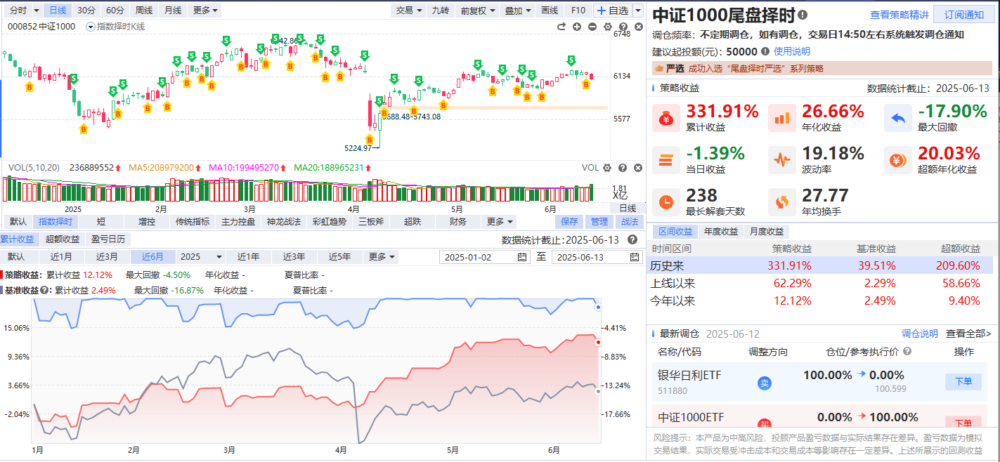 分时 日线 30分 60分 周线 月线 更多 交易 九转 前复权 叠加 画线 F10 自选
000852 中证1000 指数择时K线
6748
6134
5577
5688.48-5743.08
5224.97
VOL(5,10,20) 236889552 MA5:208979200 MA10:199495270 MA20:188965231 VOL
1.81
X亿
2025 2月 3月 4月 5月 6月 日线
默认 指数择时 短 增控 传统指标 主力控盘 神龙战法 彩虹趋势 三板斧 超跌 财务 更多 保存 管理 战法
累计收益 超额收益 盈亏日历 数据统计截止:2025-06-13
默认 近1月 近3月 近6月 2025 近1年 近3年 近5年 更多 2025-01-02 至 2025-06-13
策略收益: 累计收益 12.12% 最大回撤 -4.50% 年化收益 - 夏普比率 -
基准收益: 累计收益 2.49% 最大回撤 -16.87% 年化收益 - 夏普比率 -
15.06% -4.41%
9.36% -8.83%
3.66% -13.24%
-2.04% -17.66%
1月 2月 3月 4月 5月 6月
中证1000尾盘择时 查看策略精讲 订阅通知
调仓频率: 不定期调仓，如有调仓，交易日14:50左右系统触发调仓通知
建议起投额(元): 50000 使用说明
严选 成功入选“尾盘择时严选”系列策略
策略收益 数据统计截止: 2025-06-13
331.91% 26.66% -17.90%
累计收益 年化收益 最大回撤
-1.39% 19.18% 20.03%
当日收益 波动率 超额年化收益
238 27.77
最长解套天数 年均换手
区间收益 年度收益 月度收益
时间区间 策略收益 基准收益 超额收益
历史来 331.91% 39.51% 209.60%
上线以来 62.29% 2.29% 58.66%
今年以来 12.12% 2.49% 9.40%
最新调仓 2025-06-12 调仓说明 查看全部>
名称/代码 调整方向 仓位/参考执行价 操作
银华日利ETF 卖 100.00% 0.00% 下单
511880 100.599
中证1000ETF 买 0.00% 100.00% 下单
风险提示: 本产品为中高风险，投顾产品盈亏数据与实际结果存在差异。盈亏数据为模拟
交易结果，实际交易受冲击成本和交易成本等影响存在一定差异。上述所展示的回测收益